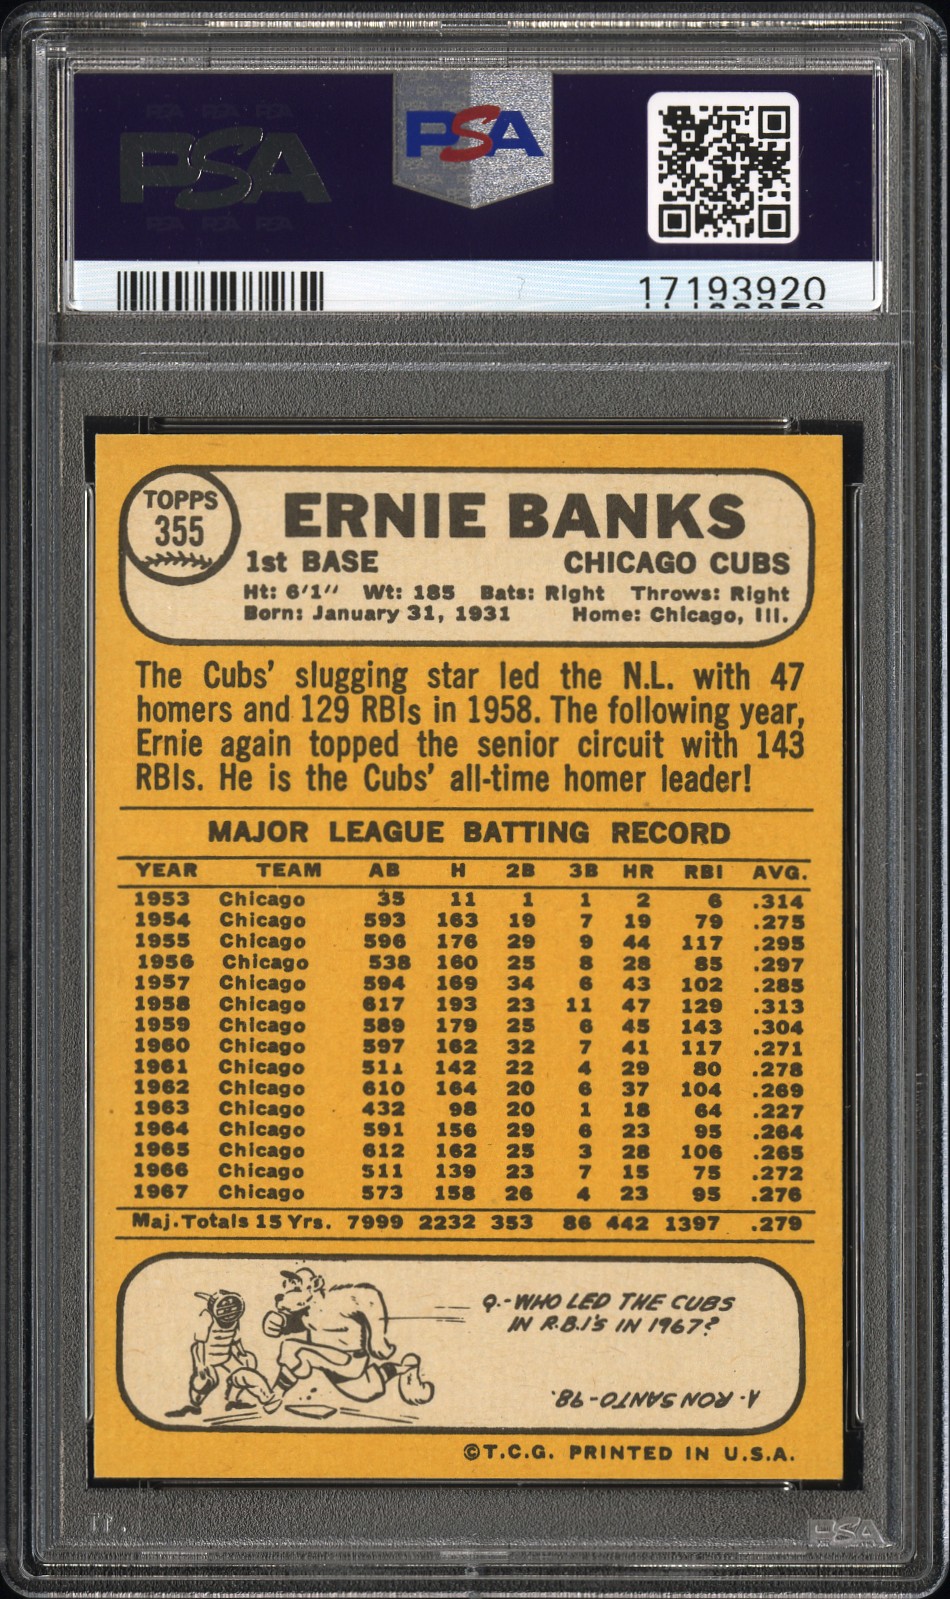 PSA PSA PSA
PSA
PSA PSA PSA
PSA
17193920
TOPPS
355
ERNIE BANKS
1st BASE CHICAGO CUBS
Ht: 6'1" Wt: 185 Bats: Right Throws: Right
Born: January 31, 1931 Home: Chicago, Ill.
The Cubs' slugging star led the N.L. with 47
homers and 129 RBIs in 1958. The following year,
Ernie again topped the senior circuit with 143
RBIs. He is the Cubs' all-time homer leader!
MAJOR LEAGUE BATTING RECORD
YEAR TEAM AB H 2B 3B HR RBI AVG.
1953 Chicago 35 11 1 1 2 6 .314
1954 Chicago 593 163 19 7 19 79 .275
1955 Chicago 596 176 29 9 44 117 .295
1956 Chicago 538 160 25 8 28 85 .297
1957 Chicago 594 169 34 6 43 102 .285
1958 Chicago 617 193 23 11 47 129 .313
1959 Chicago 589 179 25 6 45 143 .304
1960 Chicago 597 162 32 7 41 117 .271
1961 Chicago 511 142 22 4 29 80 .278
1962 Chicago 610 164 20 6 37 104 .269
1963 Chicago 432 98 20 1 18 64 .227
1964 Chicago 591 156 29 6 23 95 .264
1965 Chicago 612 162 25 3 28 106 .265
1966 Chicago 511 139 23 7 15 75 .272
1967 Chicago 573 158 26 4 23 95 .276
Maj. Totals 15 Yrs. 7999 2232 353 86 442 1397 .279
Q.-WHO LED THE CUBS
IN R.B.I'S IN 1967?
A.-RON SANTO-98.
©T.C.G. PRINTED IN U.S.A.
PSA